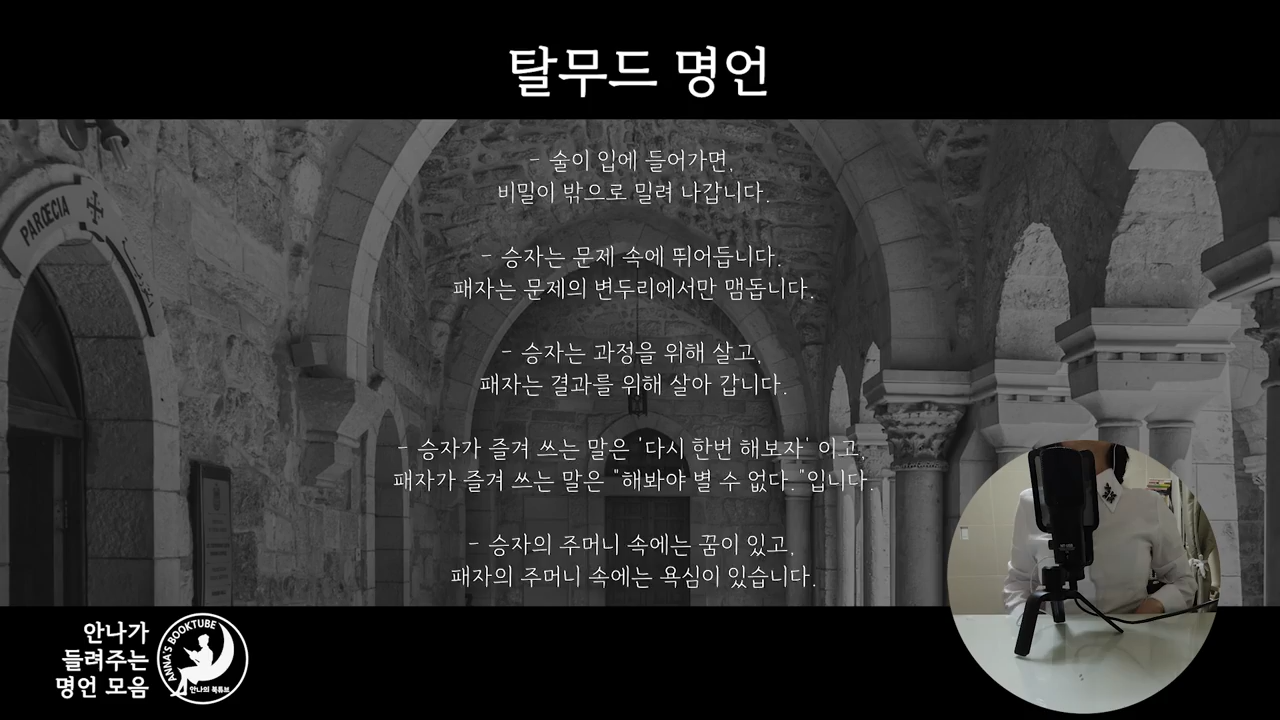 탈무드 명언
- 술이 입에 들어가면,
비밀이 밖으로 밀려 나갑니다.
- 승자는 문제 속에 뛰어듭니다.
패자는 문제의 변두리에서만 맴돕니다.
- 승자는 과정을 위해 살고,
패자는 결과를 위해 살아 갑니다.
- 승자가 즐겨 쓰는 말은 '다시 한번 해보자' 이고,
패자가 즐겨 쓰는 말은 "해봐야 별 수 없다."입니다.
- 승자의 주머니 속에는 꿈이 있고,
패자의 주머니 속에는 욕심이 있습니다.
PARŒCIA
안나가
들려주는
명언 모음
ANNA'S BOOKTUBE
안나의 북튜브